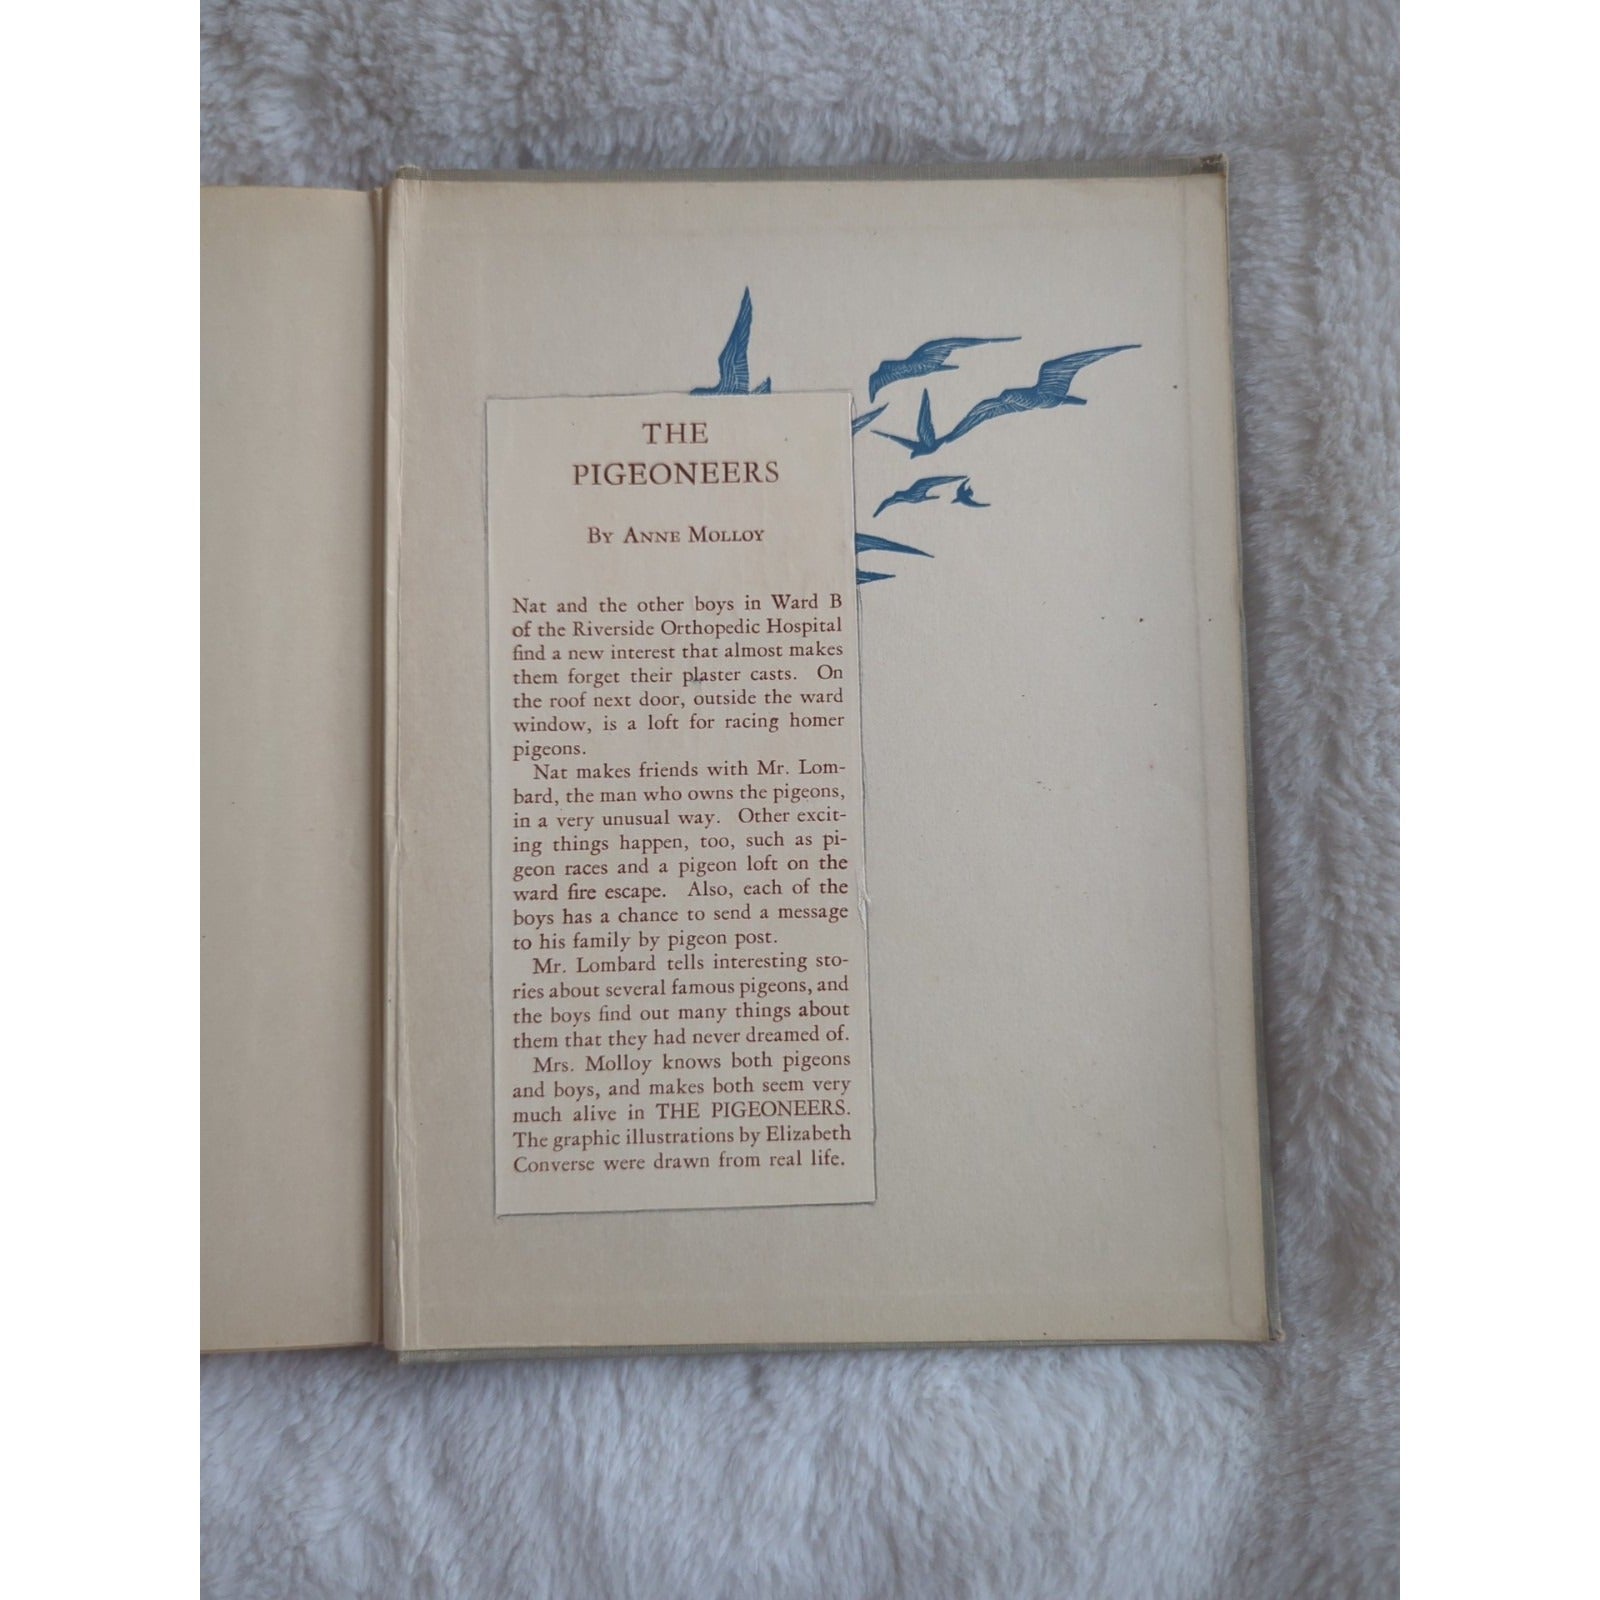 THE
PIGEONEERS
By Anne Molloy
Nat and the other boys in Ward B
of the Riverside Orthopedic Hospital
find a new interest that almost makes
them forget their plaster casts. On
the roof next door, outside the ward
window, is a loft for racing homer
pigeons.
Nat makes friends with Mr. Lom-
bard, the man who owns the pigeons,
in a very unusual way. Other excit-
ing things happen, too, such as pi-
geon races and a pigeon loft on the
ward fire escape. Also, each of the
boys has a chance to send a message
to his family by pigeon post.
Mr. Lombard tells interesting sto-
ries about several famous pigeons, and
the boys find out many things about
them that they had never dreamed of.
Mrs. Molloy knows both pigeons
and boys, and makes both seem very
much alive in THE PIGEONEERS.
The graphic illustrations by Elizabeth
Converse were drawn from real life.